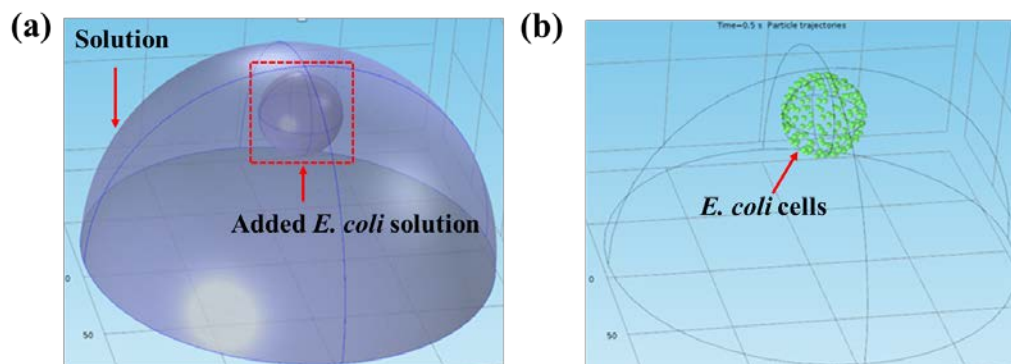 (a)
Solution
Added E. coli solution
0
50
(b)
Time=0.5 s Particle trajectories
E. coli cells
0
50